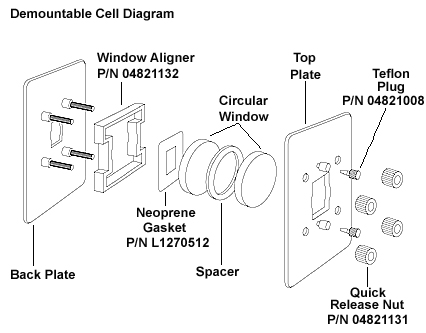 Demountable Cell Diagram
Window Aligner
P/N 04821132
Top
Plate
Teflon
Plug
P/N 04821008
Circular
Window
Neoprene
Gasket
P/N L1270512
Spacer
Back Plate
Quick
Release Nut
P/N 04821131